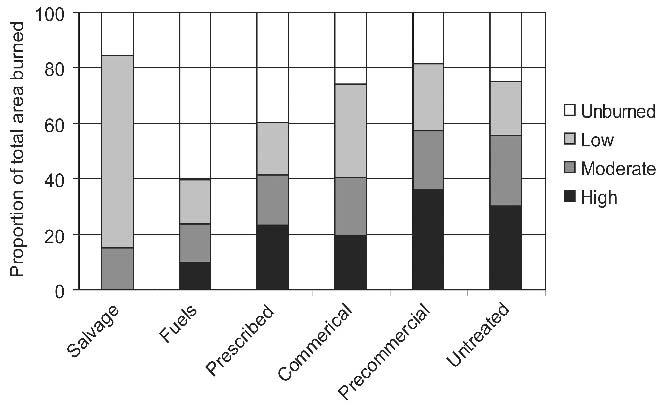 Proportion of total area burned
100
80
60
40
20
0
Salvage
Fuels
Prescribed
Commerical
Precommercial
Untreated
Unburned
Low
Moderate
High